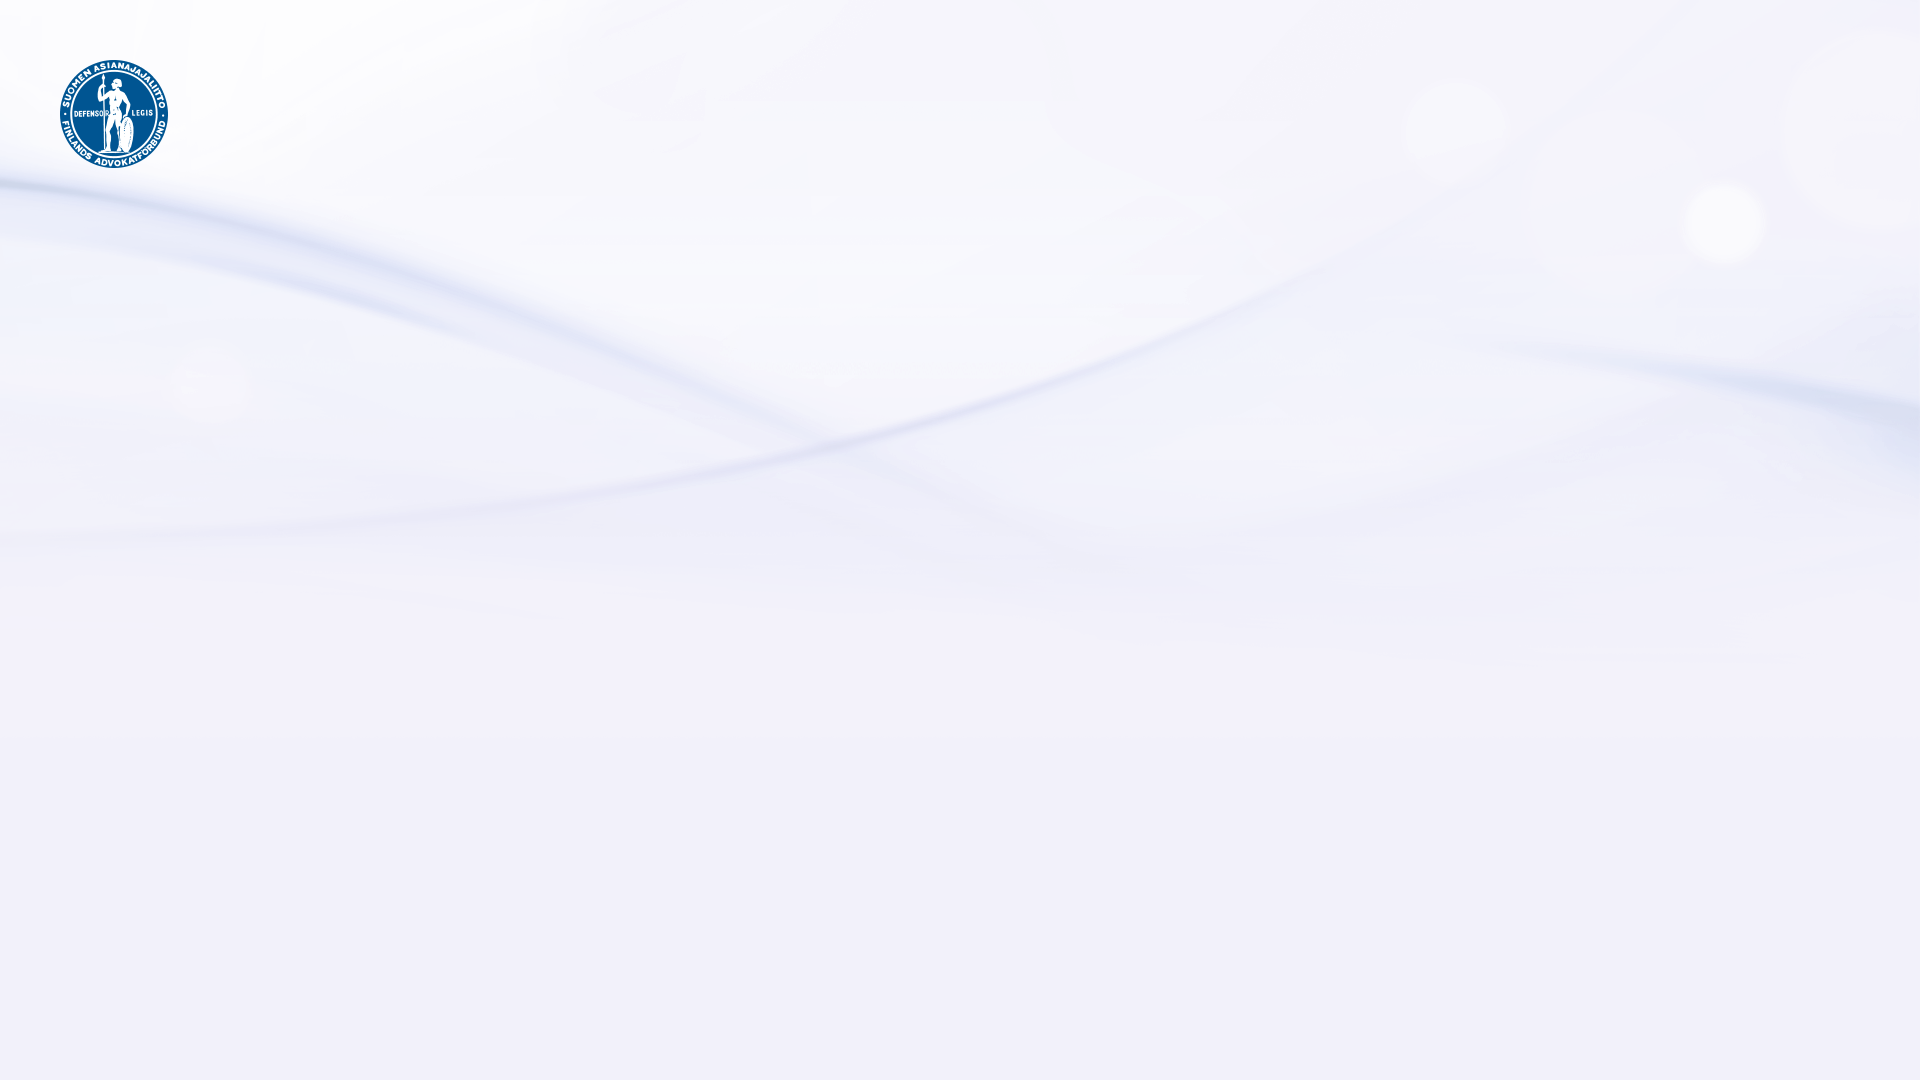 SUOMEN ASIANAJAJALIITTO
DEFENSOR LEGIS
FINLANDS ADVOKATFÖRBUND